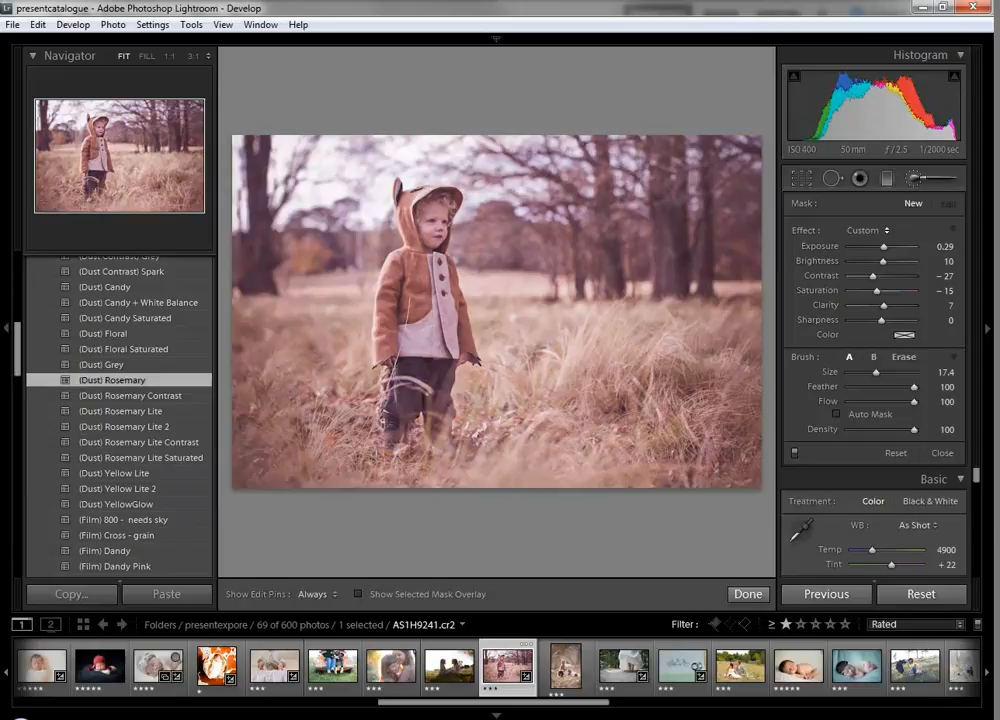 presentcatalogue - Adobe Photoshop Lightroom - Develop
File Edit Develop Photo Settings Tools View Window Help
Navigator FIT FILL 1:1 3:1
(Dust Contrast) Grey
(Dust Contrast) Spark
(Dust) Candy
(Dust) Candy + White Balance
(Dust) Candy Saturated
(Dust) Floral
(Dust) Floral Saturated
(Dust) Grey
(Dust) Rosemary
(Dust) Rosemary Contrast
(Dust) Rosemary Lite
(Dust) Rosemary Lite 2
(Dust) Rosemary Lite Contrast
(Dust) Rosemary Lite Saturated
(Dust) Yellow Lite
(Dust) Yellow Lite 2
(Dust) YellowGlow
(Film) 800 - needs sky
(Film) Cross - grain
(Film) Dandy
(Film) Dandy Pink
Copy... Paste
Show Edit Pins: Always Show Selected Mask Overlay Done
Histogram
ISO 400 50 mm ƒ / 2.5 1/2000 sec
Mask: New Edit
Effect: Custom
Exposure 0.29
Brightness 10
Contrast – 27
Saturation – 15
Clarity 7
Sharpness 0
Color
Brush: A B Erase
Size 17.4
Feather 100
Flow 100
Auto Mask
Density 100
Reset Close
Basic
Treatment: Color Black & White
WB: As Shot
Temp 4900
Tint + 22
Previous Reset
1 2 Folders / presentexpore / 69 of 600 photos / 1 selected / AS1H9241.cr2 Filter: ≥ Rated